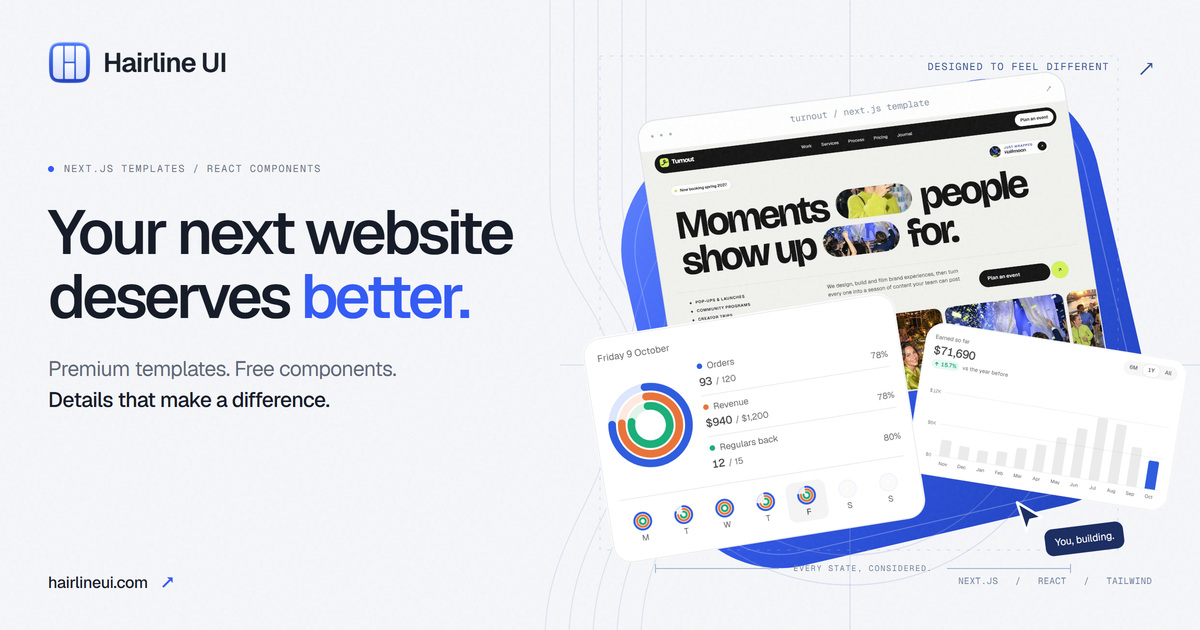 Hairline UI
DESIGNED TO FEEL DIFFERENT
NEXT.JS TEMPLATES / REACT COMPONENTS
Your next website
deserves better.
Premium templates. Free components.
Details that make a difference.
hairlineui.com
turnout / next.js template
Turnout
Work
Services
Process
Pricing
Journal
Plan an event
JUST WRAPPED
Now booking spring 2027
Moments people
show up for.
We design, build and film brand experiences, then turn
every one into a season of content your team can post
Plan an event
POP-UPS & LAUNCHES
COMMUNITY PROGRAMS
CREATOR TRIPS
Friday 9 October
Orders
78%
93 / 120
Revenue
78%
$940 / $1,200
Regulars back
80%
12 / 15
M T W T F S S
Earned so far
$71,690
15.7% vs the year before
6M 1Y All
$12K
$6K
$0
Nov Dec Jan Feb Mar Apr May Jun Jul Aug Sep Oct
You, building.
EVERY STATE, CONSIDERED.
NEXT.JS / REACT / TAILWIND